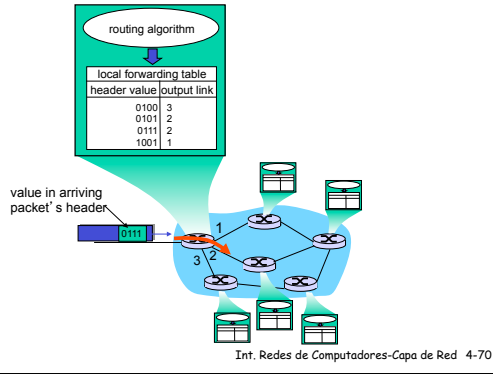 routing algorithm
local forwarding table
header value output link
0100 3
0101 2
0111 2
1001 1
value in arriving
packet's header
0111
1
2
3
Int. Redes de Computadores-Capa de Red 4-70